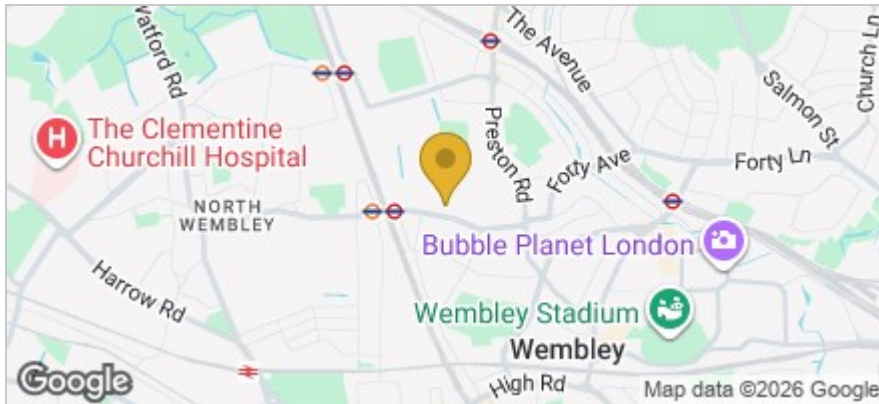 Watford Rd
The Avenue
Church Ln
Salmon St
H
The Clementine
Churchill Hospital
Preston Rd
Forty Ave
Forty Ln
NORTH
WEMBLEY
Bubble Planet London
Harrow Rd
Wembley Stadium
Wembley
High Rd
Google
Map data ©2026 Google